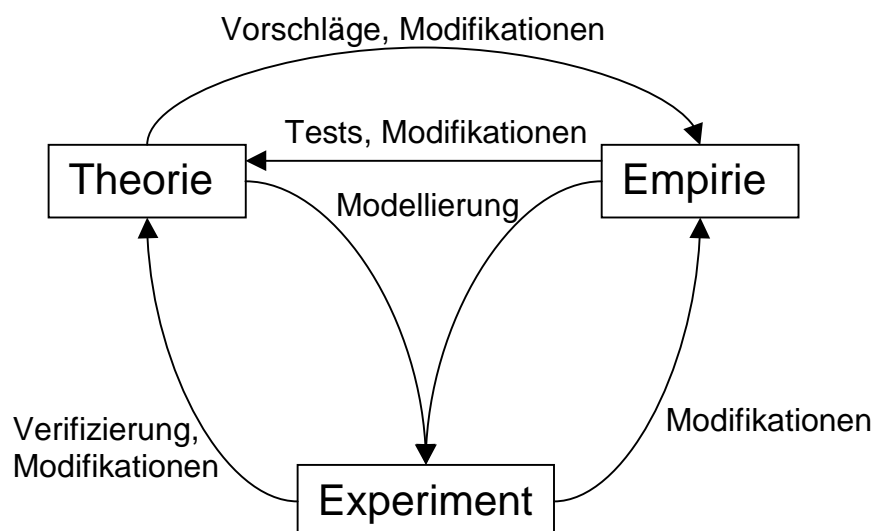 Vorschläge, Modifikationen
Tests, Modifikationen
Theorie
Empirie
Modellierung
Verifizierung,
Modifikationen
Modifikationen
Experiment